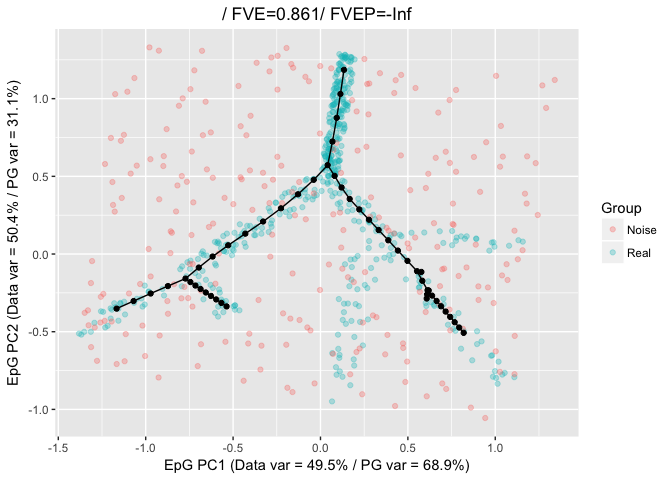 / FVE=0.861/ FVEP=-Inf
EpG PC2 (Data var = 50.4% / PG var = 31.1%)
1.0
0.5
0.0
-0.5
-1.0
-1.5
-1.0
-0.5
0.0
0.5
1.0
EpG PC1 (Data var = 49.5% / PG var = 68.9%)
Group
Noise
Real